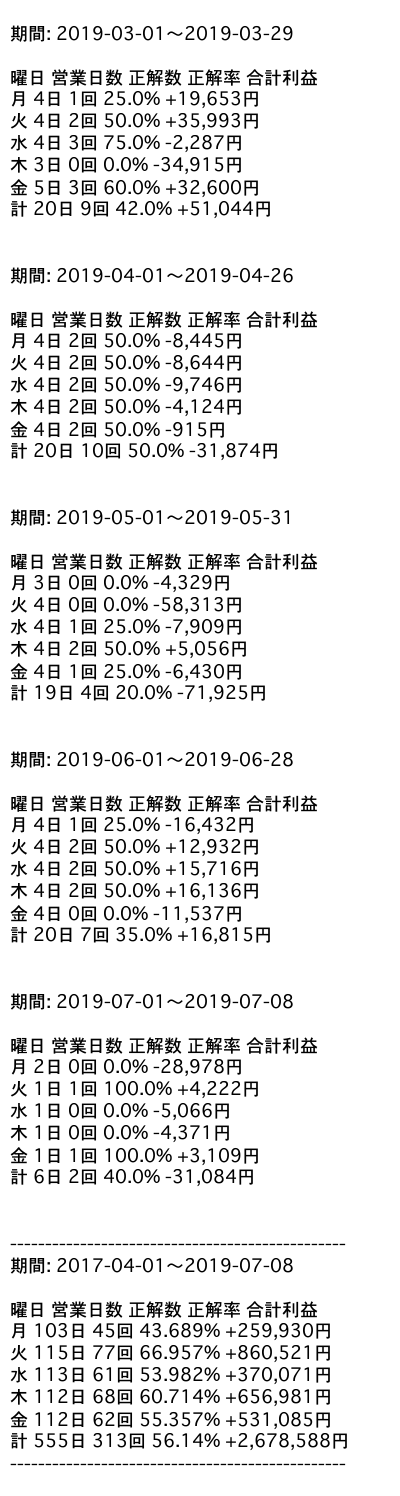 期間: 2019-03-01〜2019-03-29
曜日 営業日数 正解数 正解率 合計利益
月 4日 1回 25.0% +19,653円
火 4日 2回 50.0% +35,993円
水 4日 3回 75.0% -2,287円
木 3日 0回 0.0% -34,915円
金 5日 3回 60.0% +32,600円
計 20日 9回 42.0% +51,044円
期間: 2019-04-01〜2019-04-26
曜日 営業日数 正解数 正解率 合計利益
月 4日 2回 50.0% -8,445円
火 4日 2回 50.0% -8,644円
水 4日 2回 50.0% -9,746円
木 4日 2回 50.0% -4,124円
金 4日 2回 50.0% -915円
計 20日 10回 50.0% -31,874円
期間: 2019-05-01〜2019-05-31
曜日 営業日数 正解数 正解率 合計利益
月 3日 0回 0.0% -4,329円
火 4日 0回 0.0% -58,313円
水 4日 1回 25.0% -7,909円
木 4日 2回 50.0% +5,056円
金 4日 1回 25.0% -6,430円
計 19日 4回 20.0% -71,925円
期間: 2019-06-01〜2019-06-28
曜日 営業日数 正解数 正解率 合計利益
月 4日 1回 25.0% -16,432円
火 4日 2回 50.0% +12,932円
水 4日 2回 50.0% +15,716円
木 4日 2回 50.0% +16,136円
金 4日 0回 0.0% -11,537円
計 20日 7回 35.0% +16,815円
期間: 2019-07-01〜2019-07-08
曜日 営業日数 正解数 正解率 合計利益
月 2日 0回 0.0% -28,978円
火 1日 1回 100.0% +4,222円
水 1日 0回 0.0% -5,066円
木 1日 0回 0.0% -4,371円
金 1日 1回 100.0% +3,109円
計 6日 2回 40.0% -31,084円
------------------------------------------------
期間: 2017-04-01〜2019-07-08
曜日 営業日数 正解数 正解率 合計利益
月 103日 45回 43.689% +259,930円
火 115日 77回 66.957% +860,521円
水 113日 61回 53.982% +370,071円
木 112日 68回 60.714% +656,981円
金 112日 62回 55.357% +531,085円
計 555日 313回 56.14% +2,678,588円
------------------------------------------------